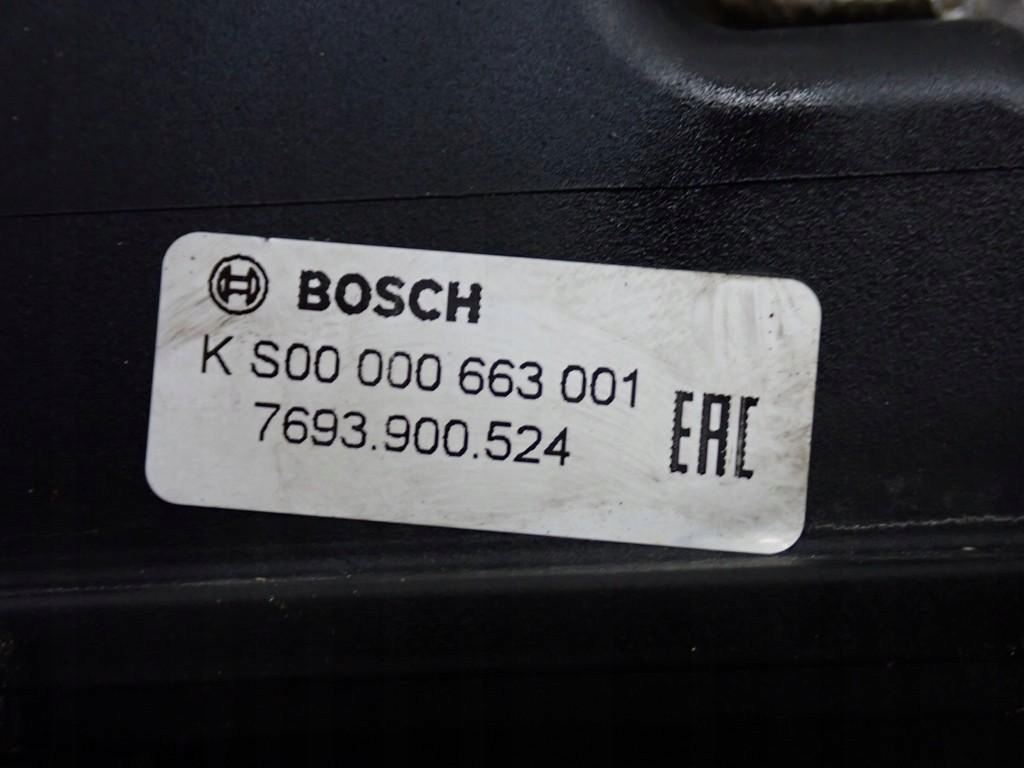 BOSCH
K S00 000 663 001
7693.900.524
EAC